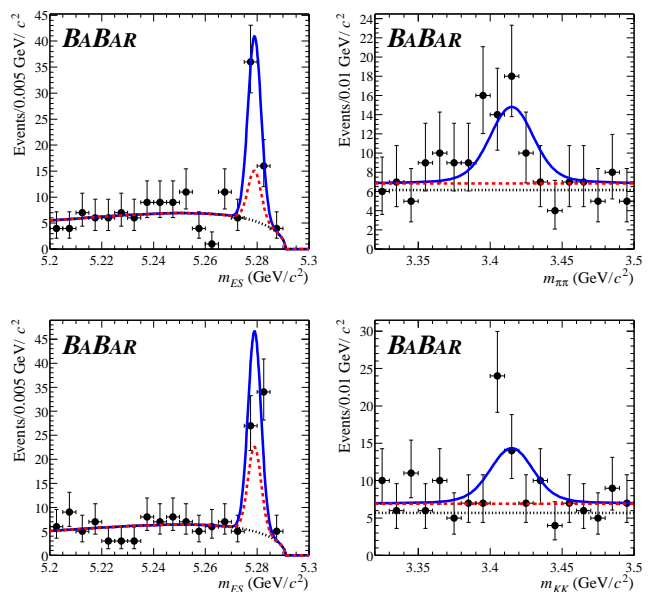 Events/0.005 GeV/ c²
BABAR
40
35
30
25
20
15
10
5
0
5.2 5.22 5.24 5.26 5.28 5.3
m_ES (GeV/c²)
Events/0.01 GeV/ c²
BABAR
24
22
20
18
16
14
12
10
8
6
4
2
0
3.35 3.4 3.45 3.5
m_ππ (GeV/c²)
Events/0.005 GeV/ c²
BABAR
45
40
35
30
25
20
15
10
5
0
5.2 5.22 5.24 5.26 5.28 5.3
m_ES (GeV/c²)
Events/0.01 GeV/ c²
BABAR
30
25
20
15
10
5
0
3.35 3.4 3.45 3.5
m_KK (GeV/c²)